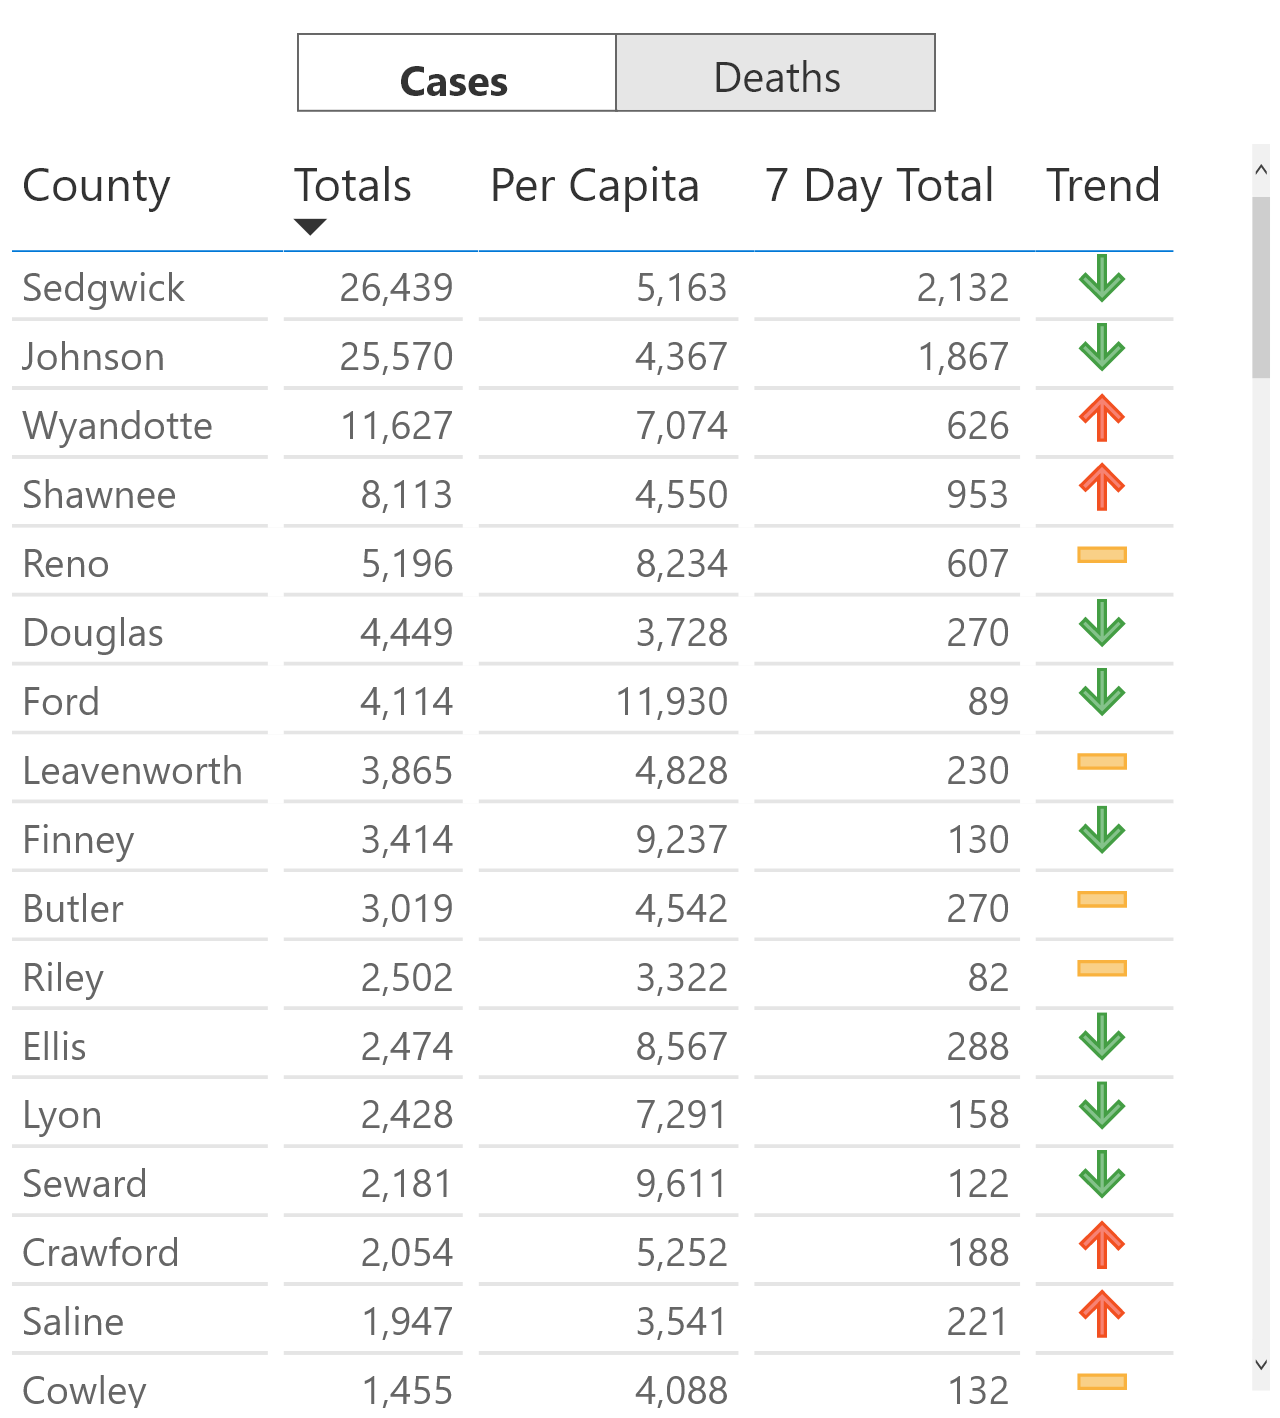 Cases Deaths
County Totals Per Capita 7 Day Total Trend
Sedgwick 26,439 5,163 2,132
Johnson 25,570 4,367 1,867
Wyandotte 11,627 7,074 626
Shawnee 8,113 4,550 953
Reno 5,196 8,234 607
Douglas 4,449 3,728 270
Ford 4,114 11,930 89
Leavenworth 3,865 4,828 230
Finney 3,414 9,237 130
Butler 3,019 4,542 270
Riley 2,502 3,322 82
Ellis 2,474 8,567 288
Lyon 2,428 7,291 158
Seward 2,181 9,611 122
Crawford 2,054 5,252 188
Saline 1,947 3,541 221
Cowley 1,455 4,088 132